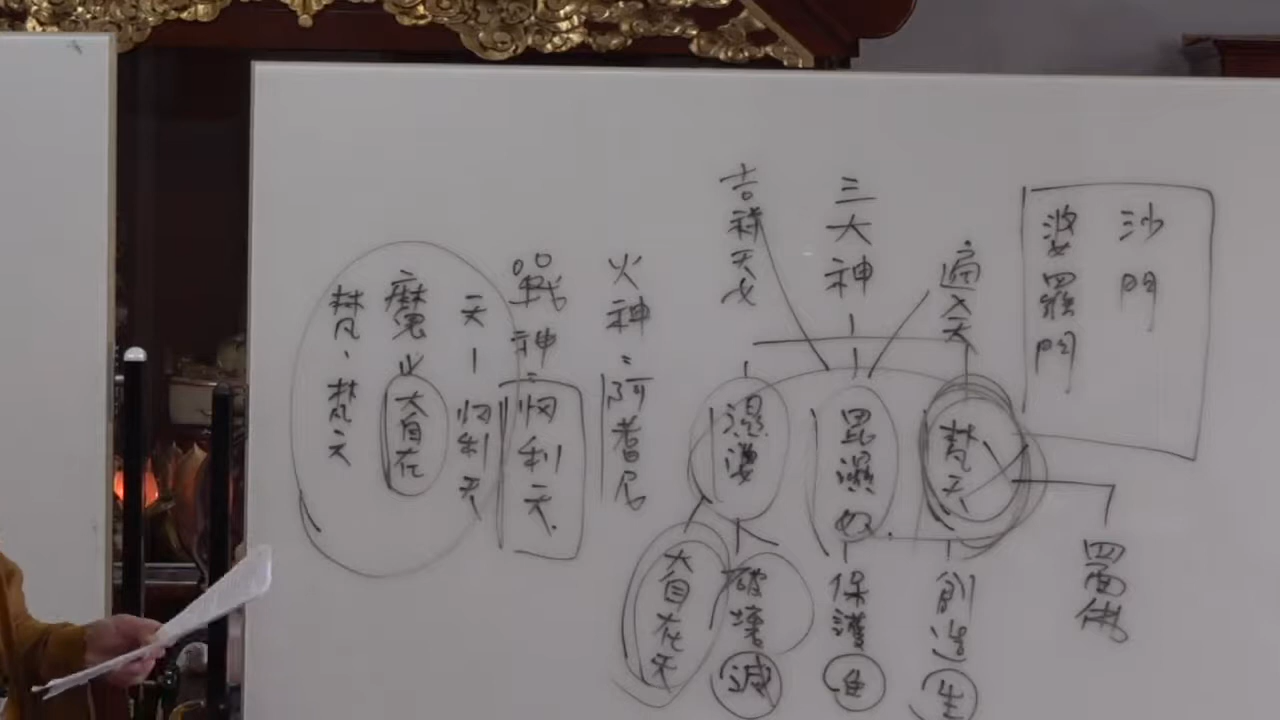 沙門
婆羅門
遍入天
三大神
吉祥天女
梵天
毘濕奴
濕婆
四面佛
創造 生
保護 住
破壞 滅
大自在天
火神:阿耆尼
戰神:忉利天
天-忉利天
魔-大自在
梵、梵天